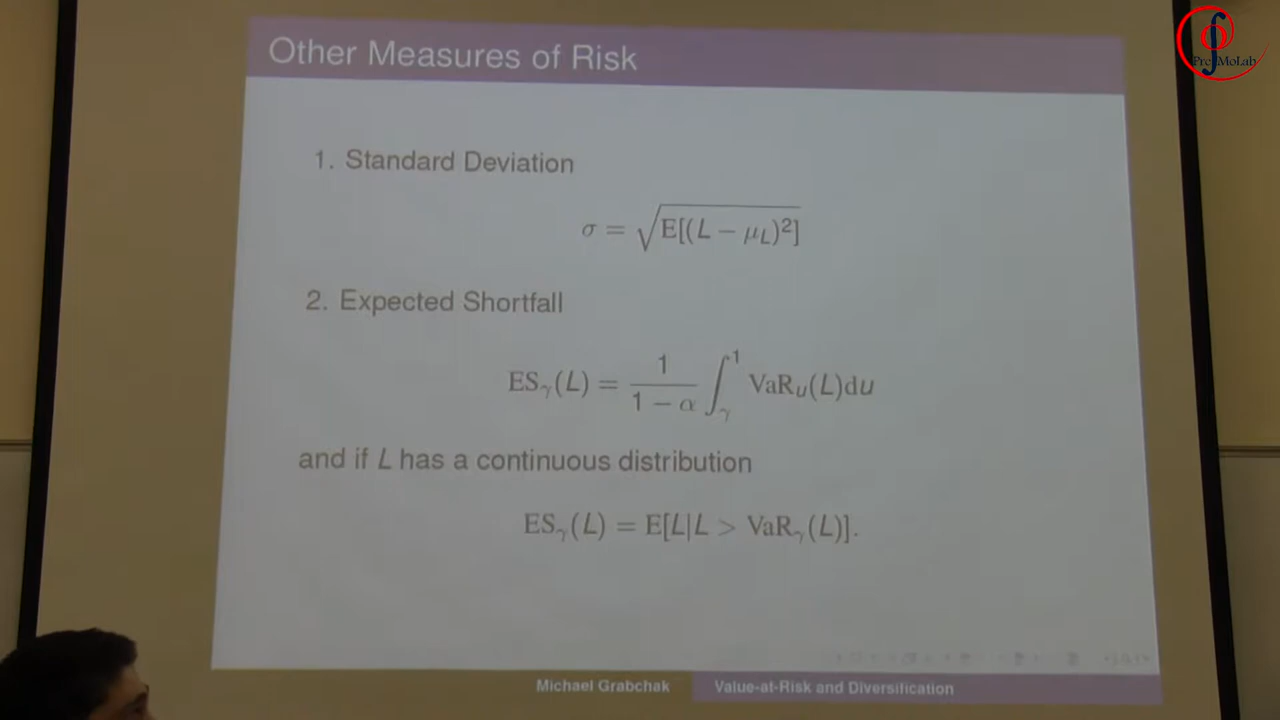 Other Measures of Risk
PreMoLab
1. Standard Deviation
σ = √E[(L − μ_L)²]
2. Expected Shortfall
ES_γ(L) = 1/(1 − α) ∫_γ^1 VaR_u(L)du
and if L has a continuous distribution
ES_γ(L) = E[L|L > VaR_γ(L)].
Michael Grabchak Value-at-Risk and Diversification